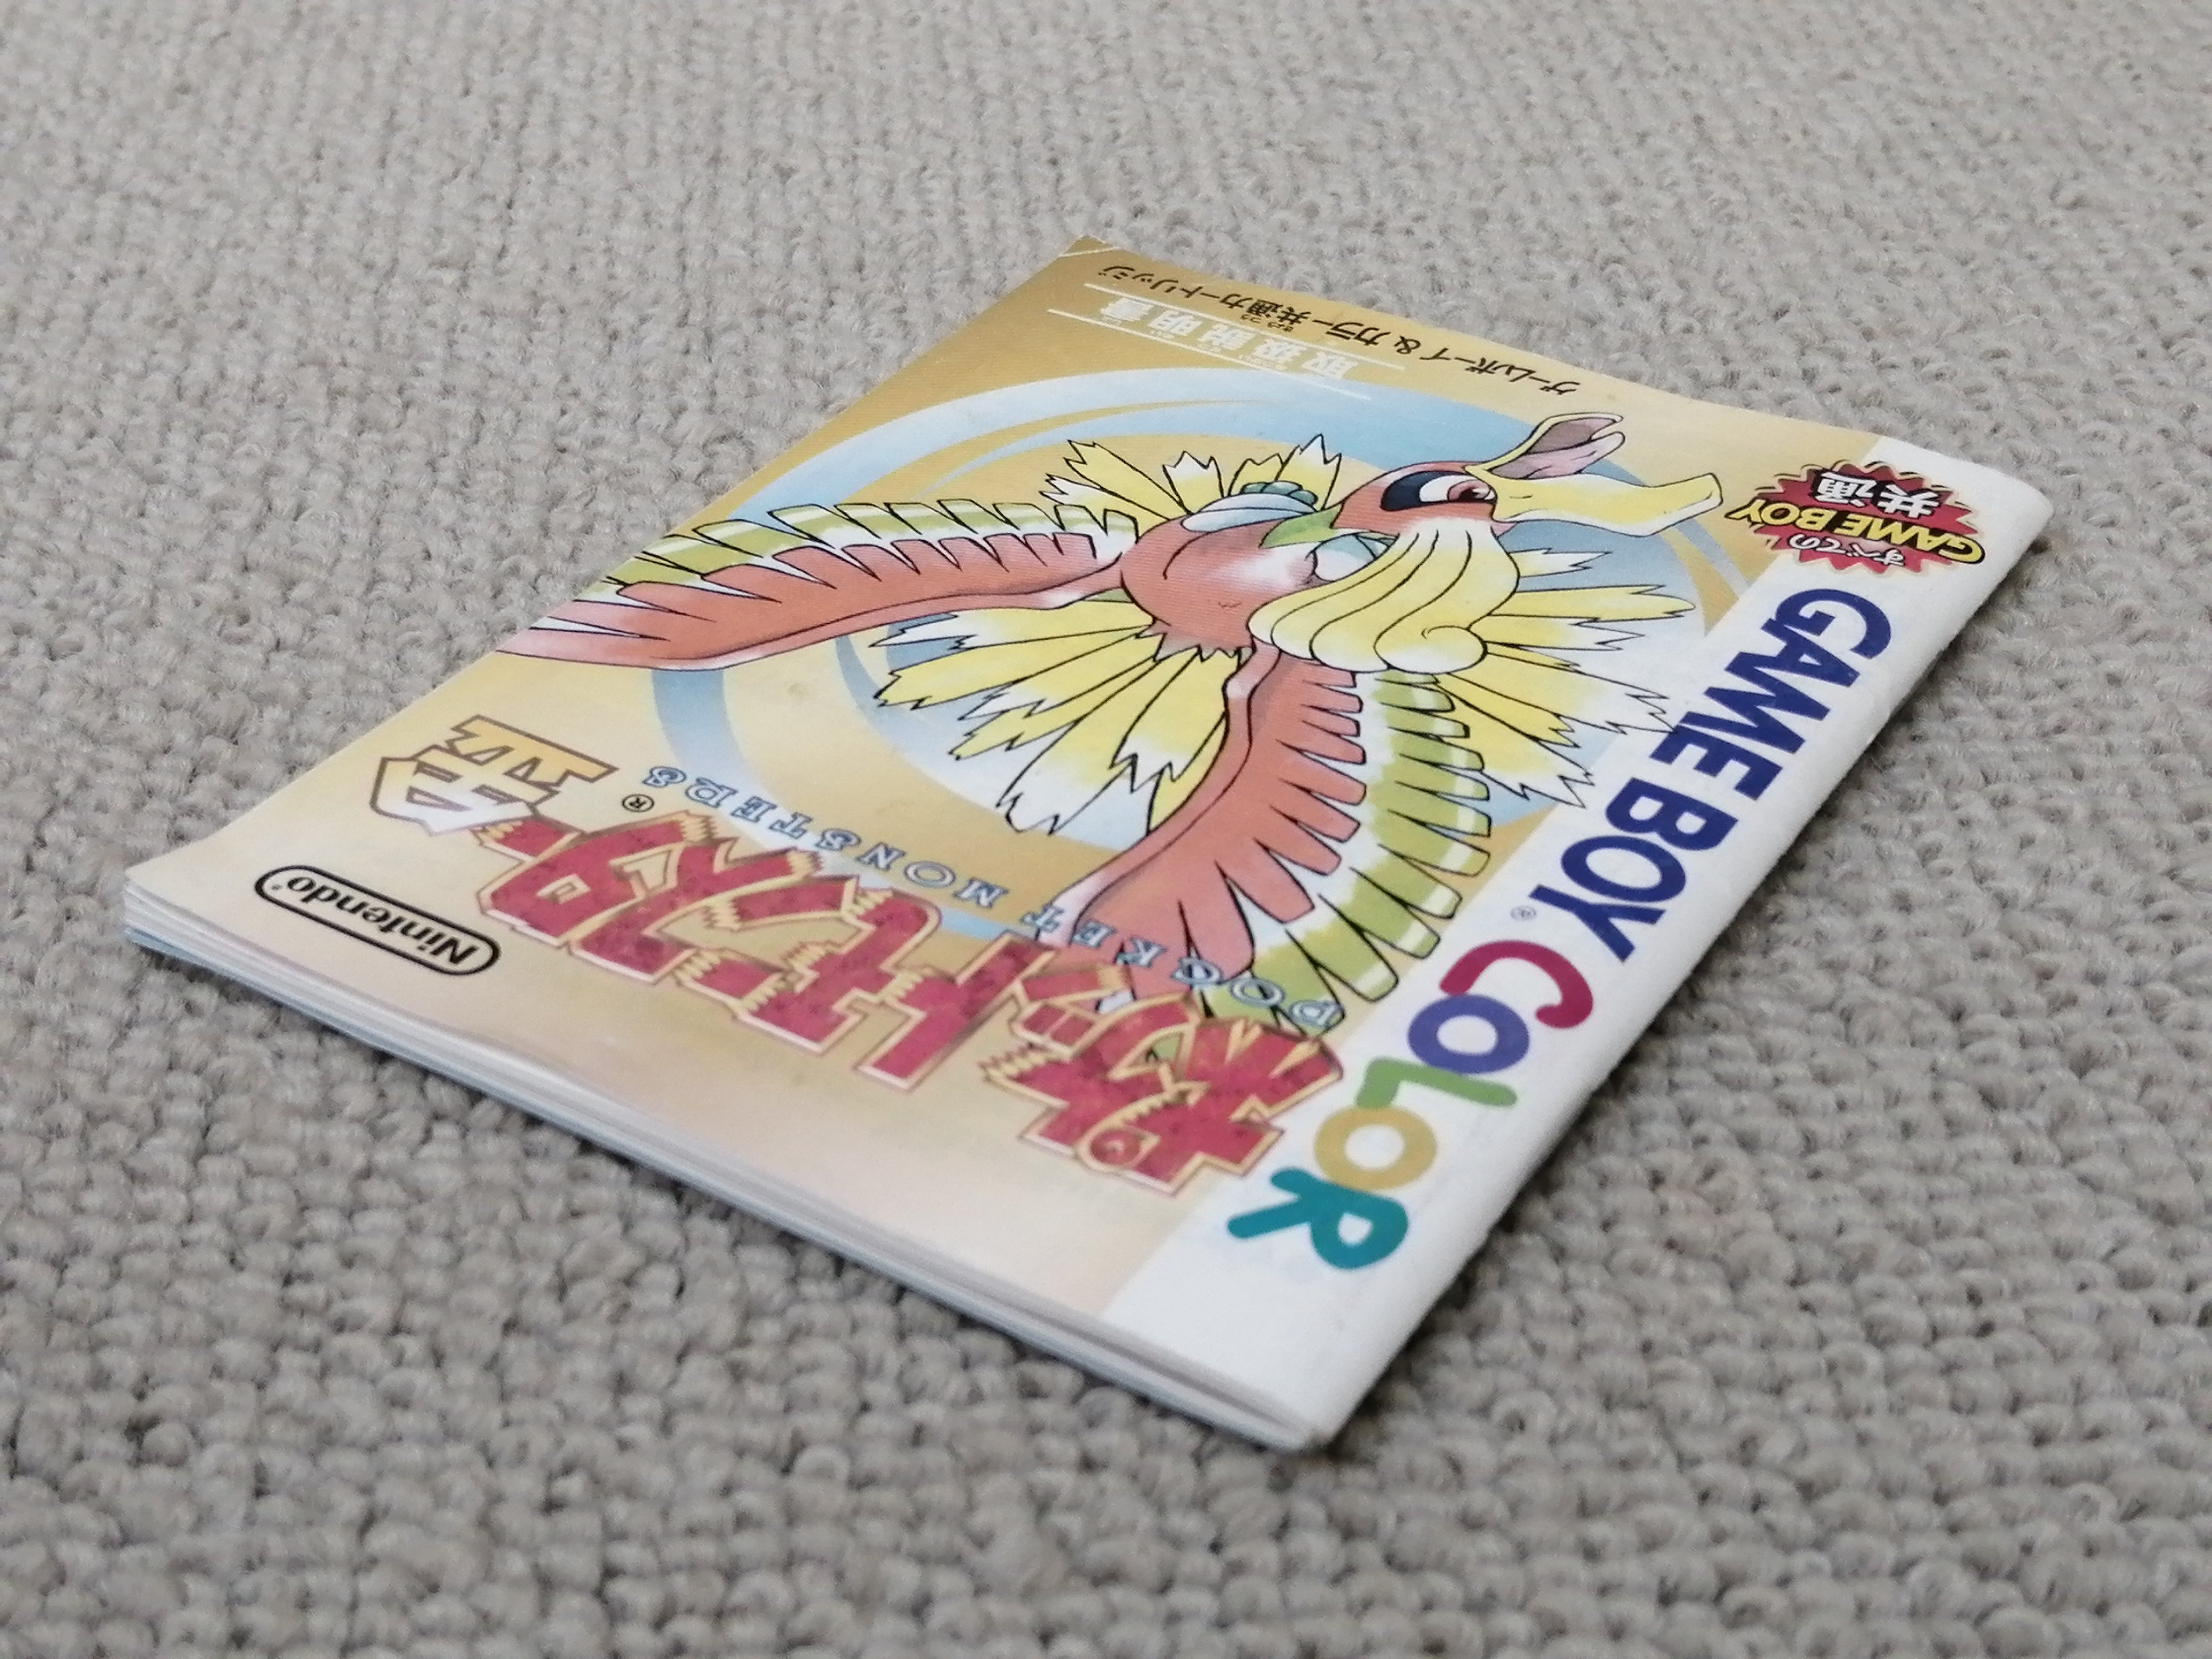 ゲームボーイ&カラー共通カートリッジ
取扱説明書
すべての
GAME BOY
共通
GAME BOY COLOR
®
ポケットモンスター
POCKET MONSTERS
®
金
Nintendo®